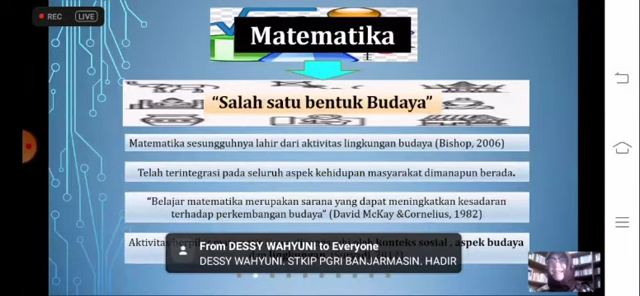 REC LIVE
Matematika
“Salah satu bentuk Budaya”
Matematika sesungguhnya lahir dari aktivitas lingkungan budaya (Bishop, 2006)
Telah terintegrasi pada seluruh aspek kehidupan masyarakat dimanapun berada.
“Belajar matematika merupakan sarana yang dapat meningkatkan kesadaran
terhadap perkembangan budaya” (David McKay &Cornelius, 1982)
Aktivitas konteks sosial , aspek budaya
From DESSY WAHYUNI to Everyone
DESSY WAHYUNI. STKIP PGRI BANJARMASIN. HADIR